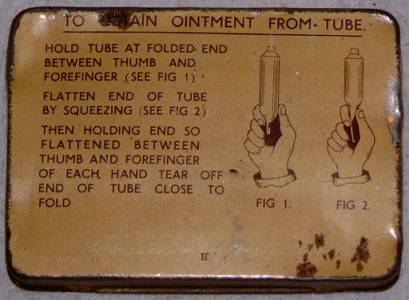 TO OBTAIN OINTMENT FROM TUBE.
HOLD TUBE AT FOLDED END
BETWEEN THUMB AND
FOREFINGER (SEE FIG 1)
FLATTEN END OF TUBE
BY SQUEEZING (SEE FIG 2)
THEN HOLDING END SO
FLATTENED BETWEEN
THUMB AND FOREFINGER
OF EACH, HAND TEAR OFF
END OF TUBE CLOSE TO
FOLD
FIG 1. FIG 2.
II